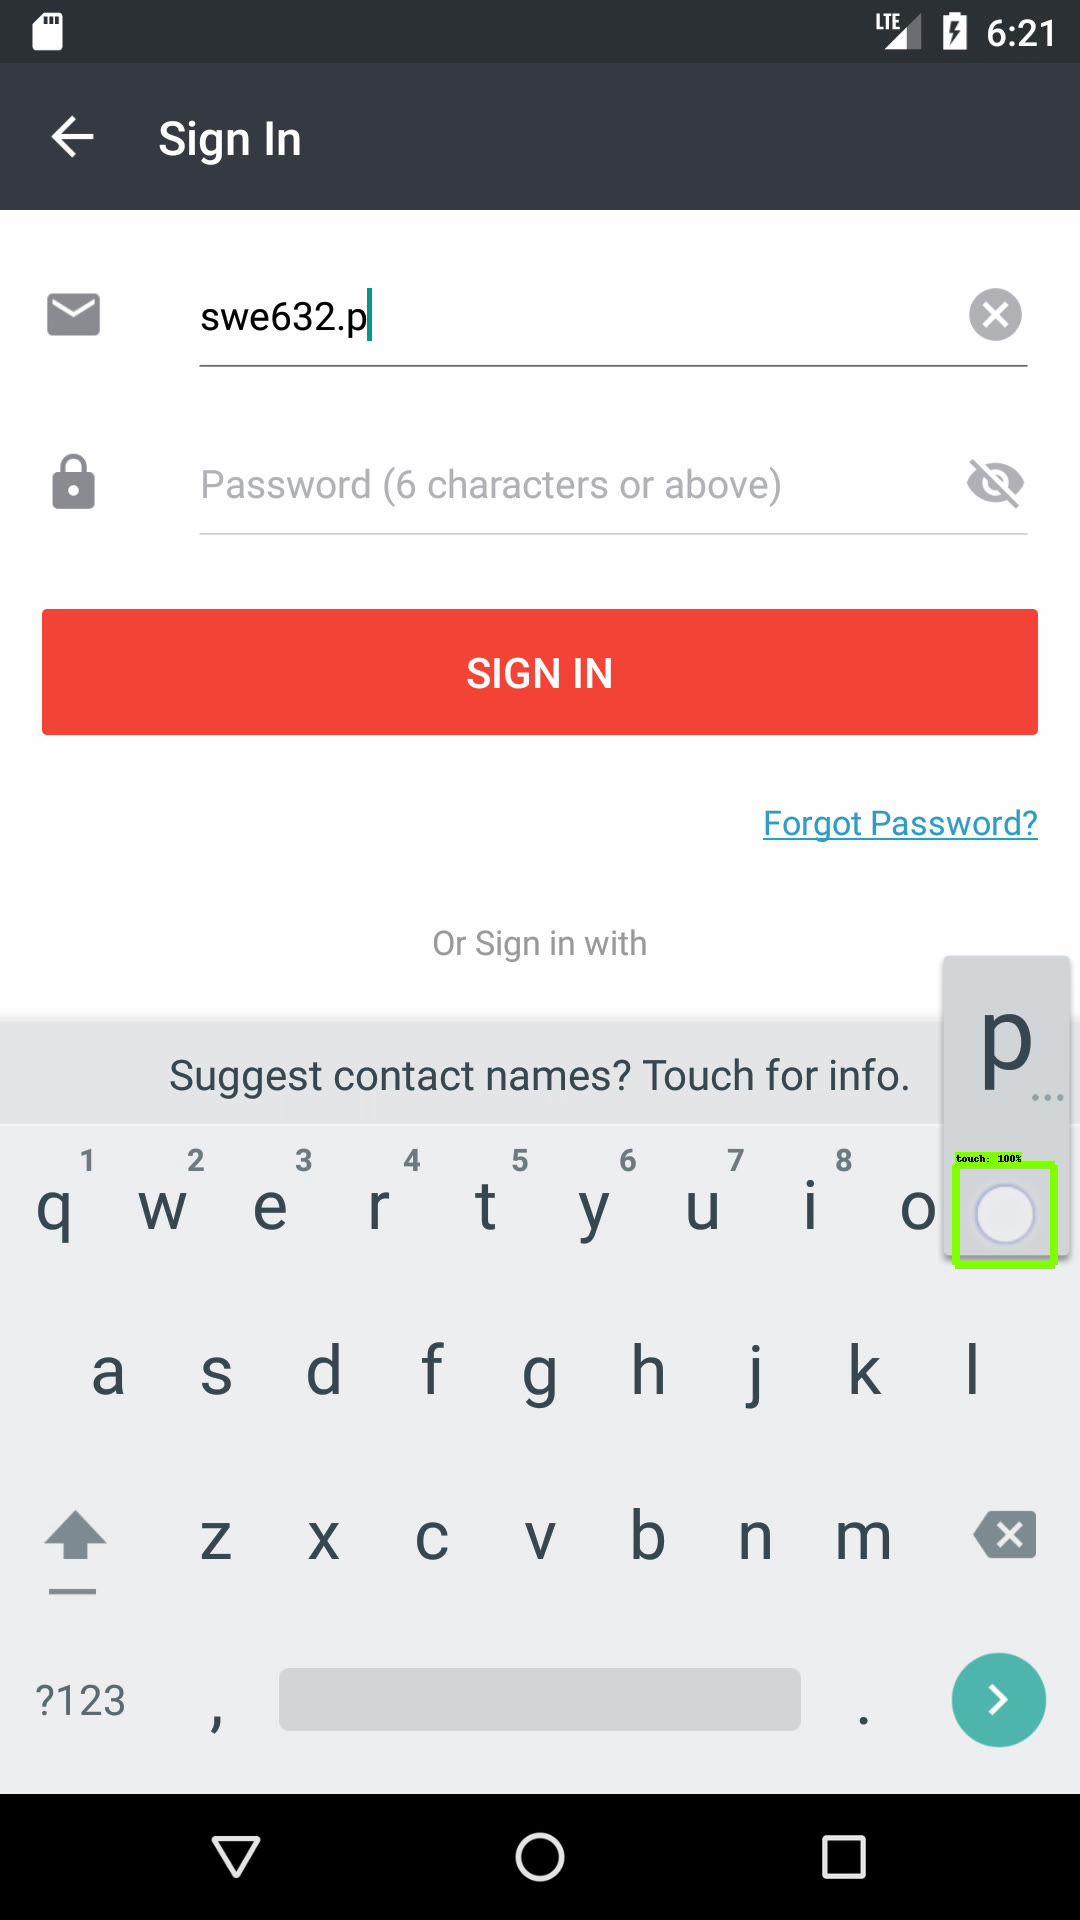 LTE 6:21
Sign In
swe632.p
Password (6 characters or above)
SIGN IN
Forgot Password?
Or Sign in with
p
...
Suggest contact names? Touch for info.
touch: 100%
1 2 3 4 5 6 7 8
q w e r t y u i o
a s d f g h j k l
z x c v b n m
?123 , .